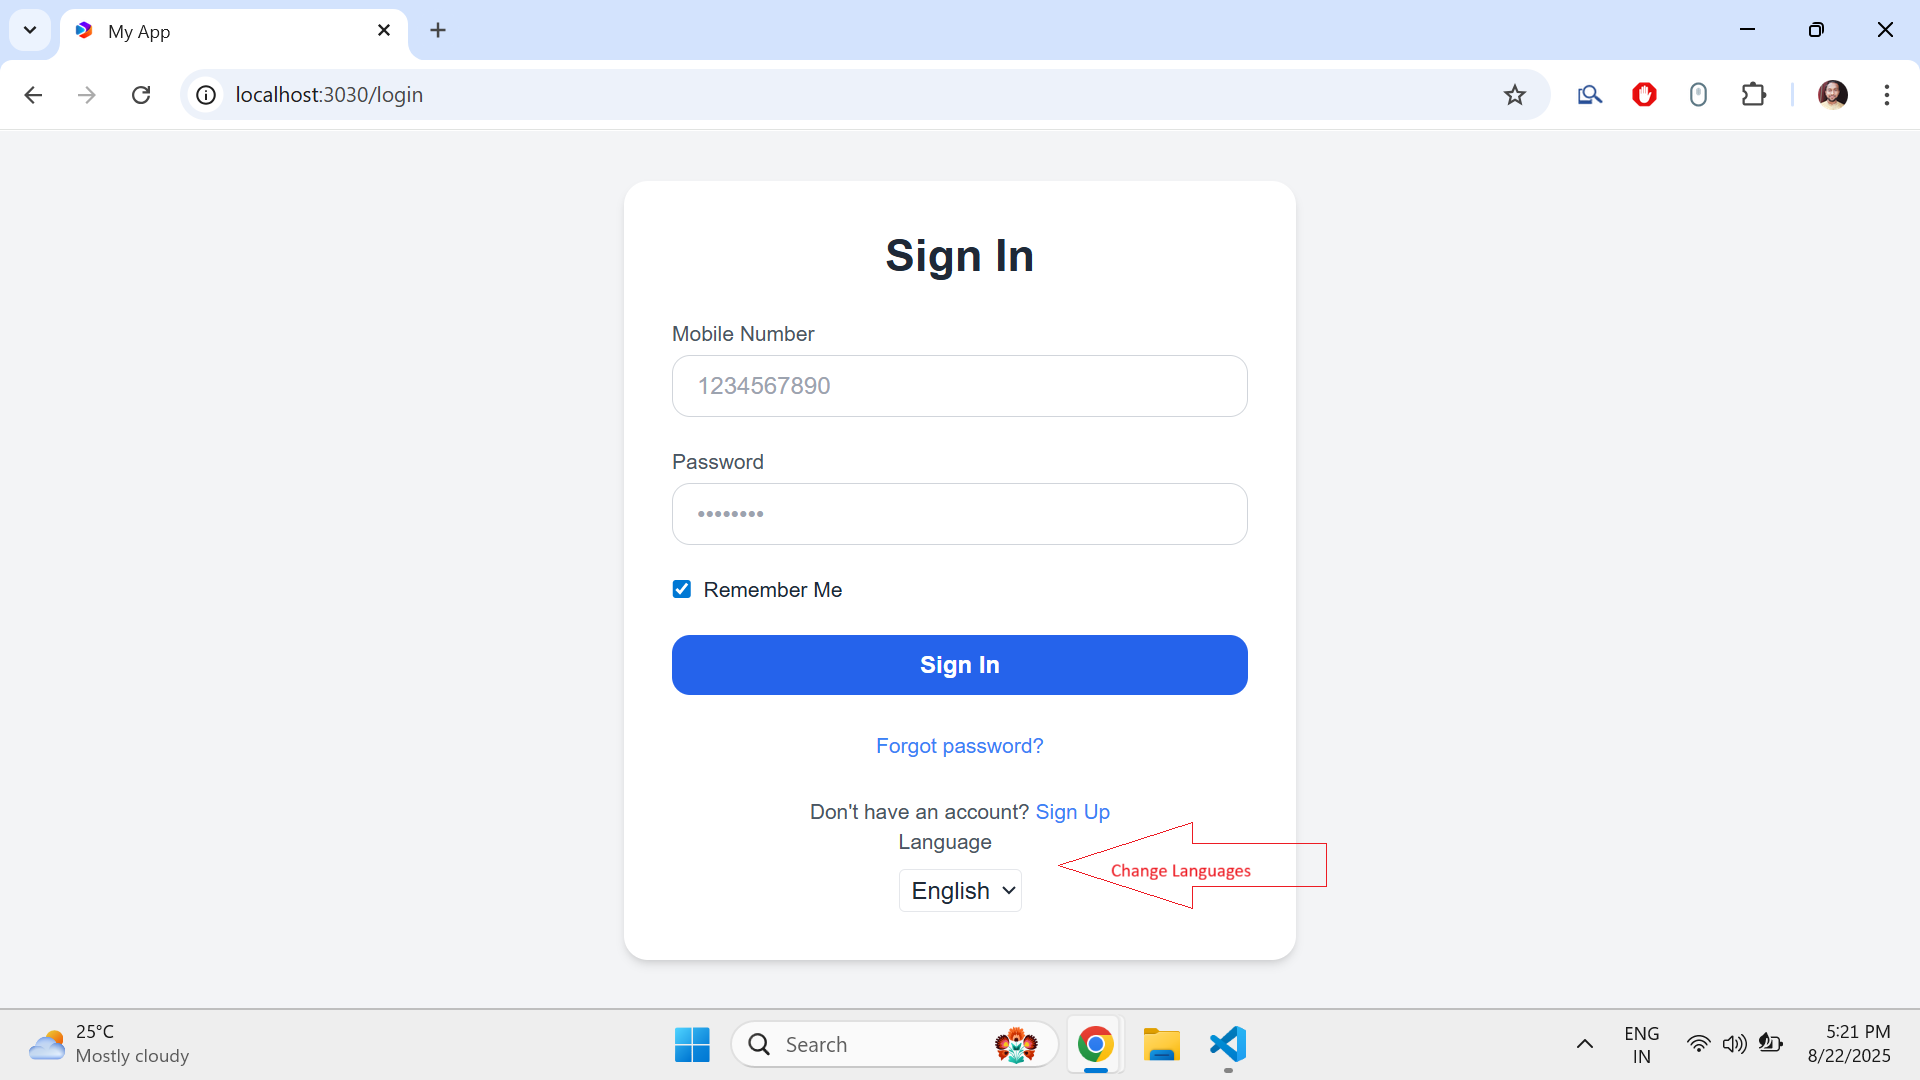 My App
localhost:3030/login
Sign In
Mobile Number
1234567890
Password
••••••••
Remember Me
Sign In
Forgot password?
Don't have an account? Sign Up
Language
Change Languages
English
25°C
Mostly cloudy
Search
ENG
IN
5:21 PM
8/22/2025